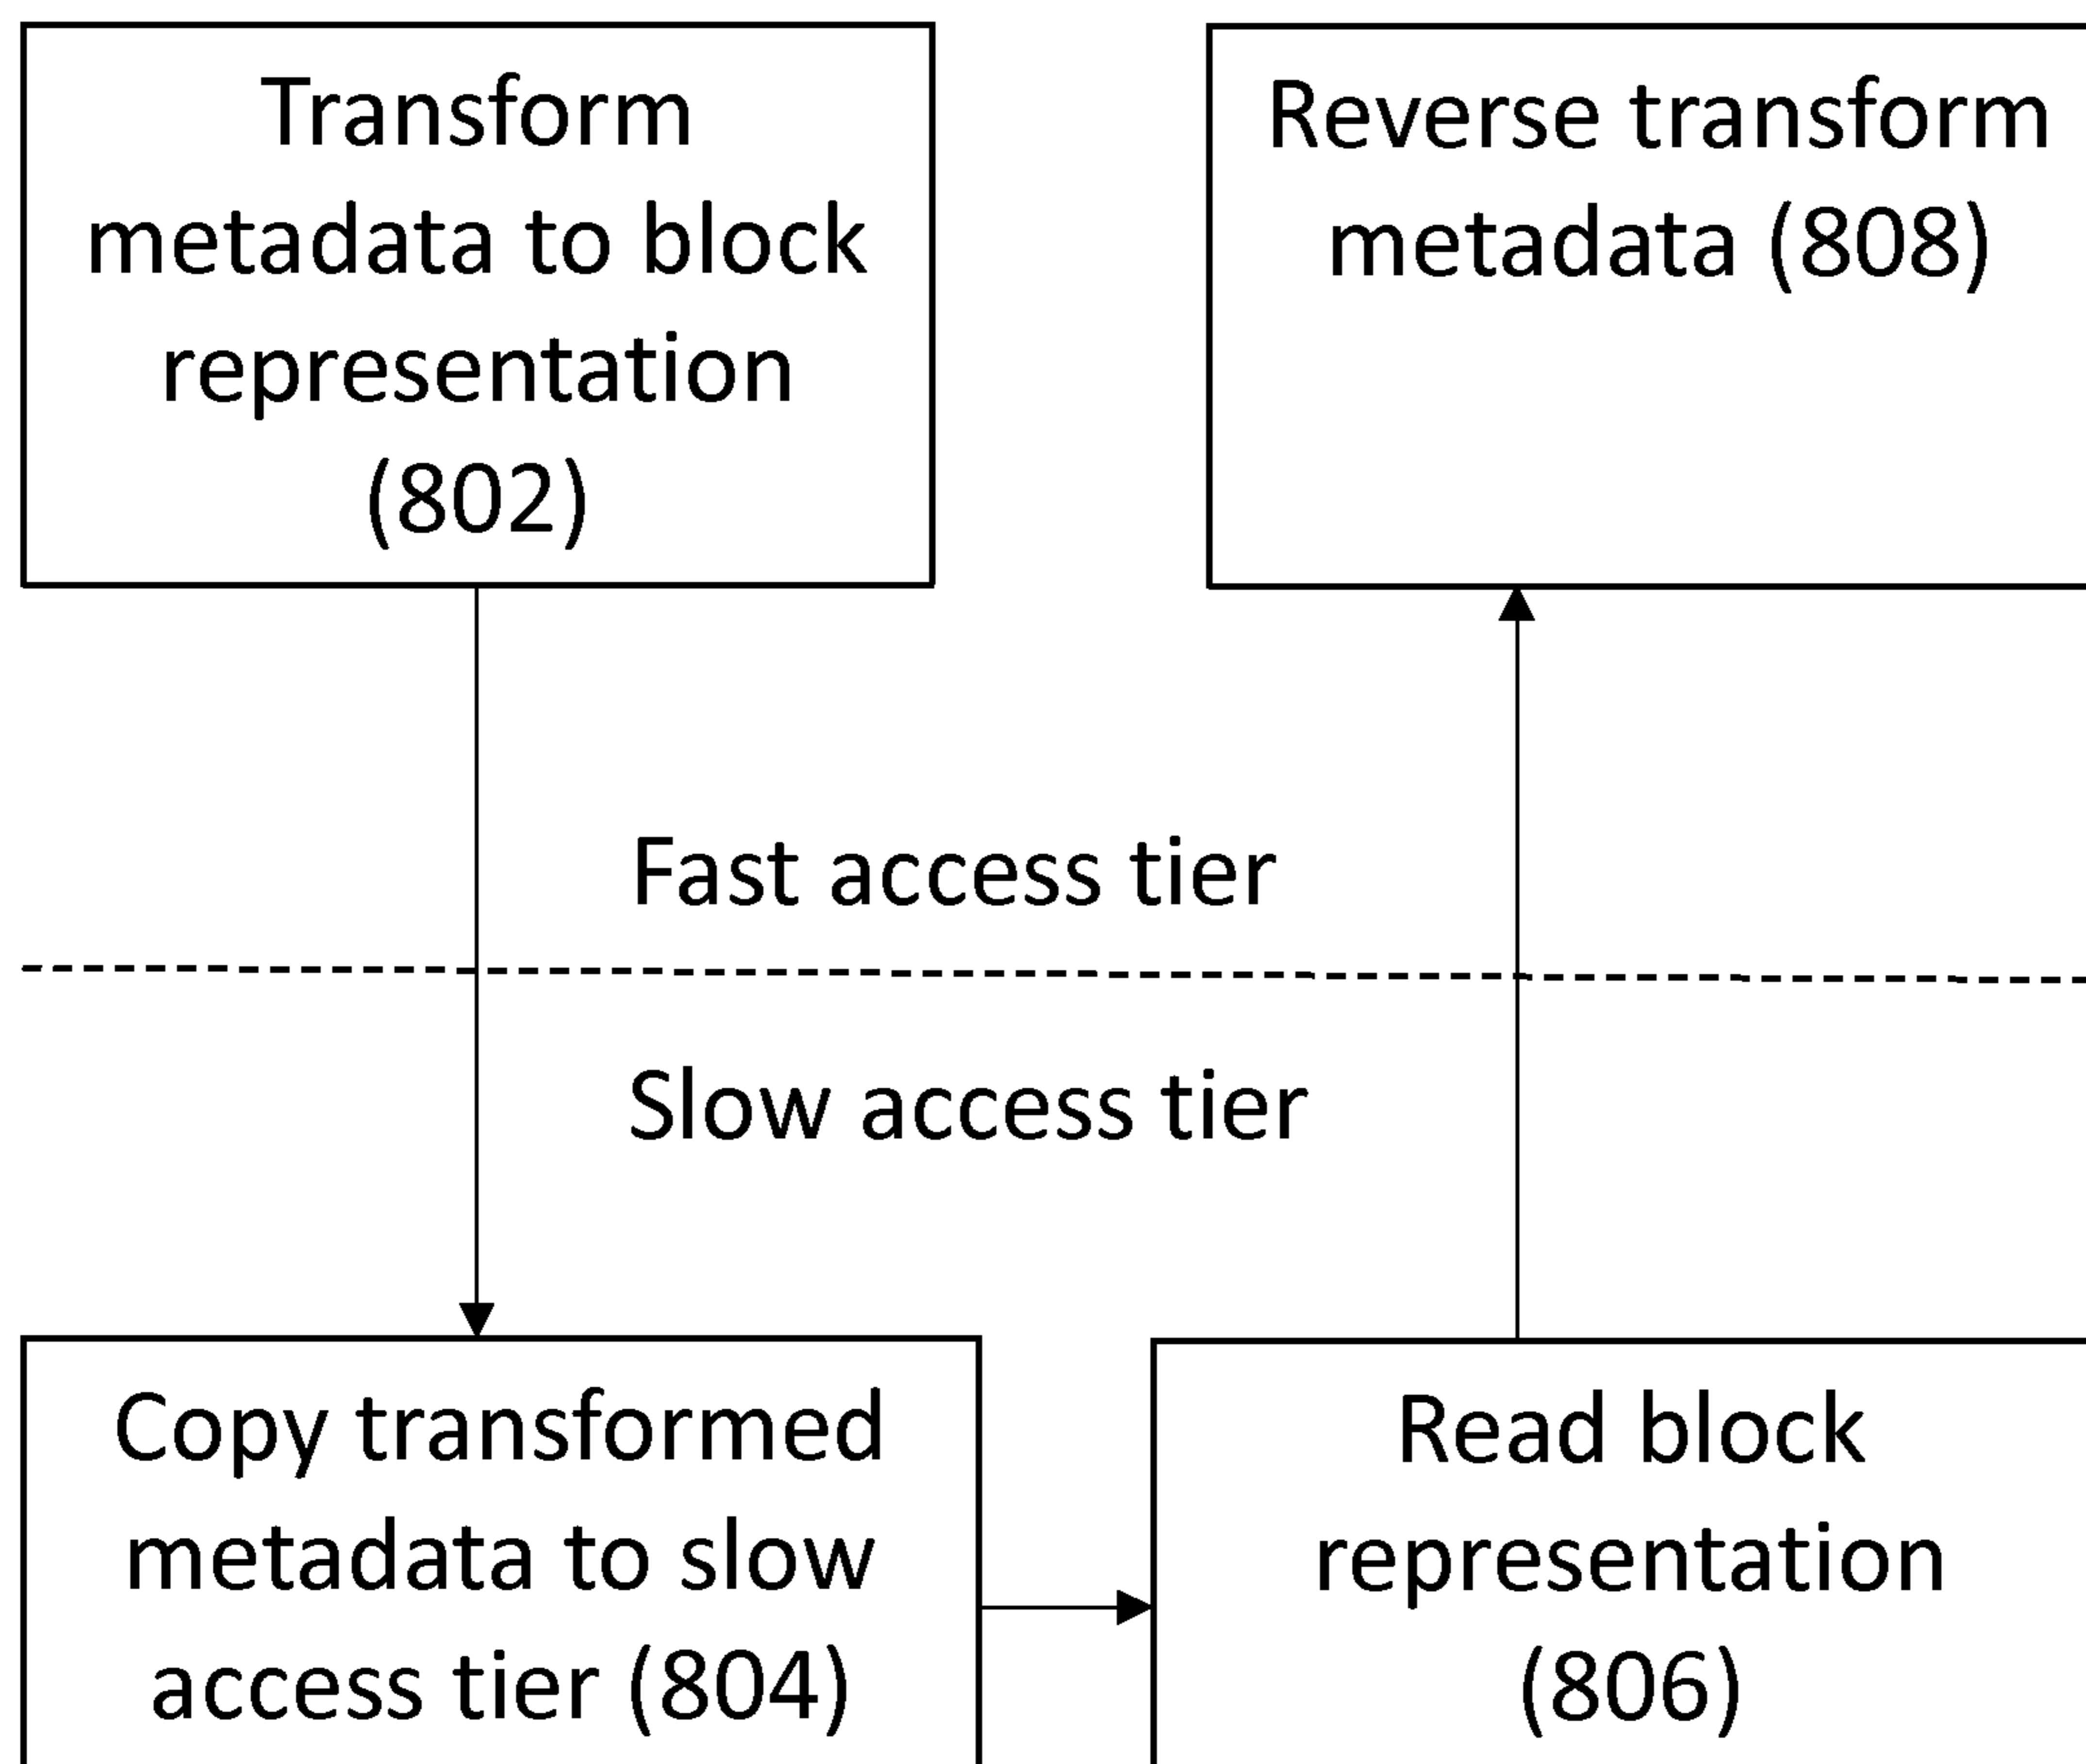 Transform
metadata to block
representation
(802)
Reverse transform
metadata (808)
Fast access tier
Slow access tier
Copy transformed
metadata to slow
access tier (804)
Read block
representation
(806)